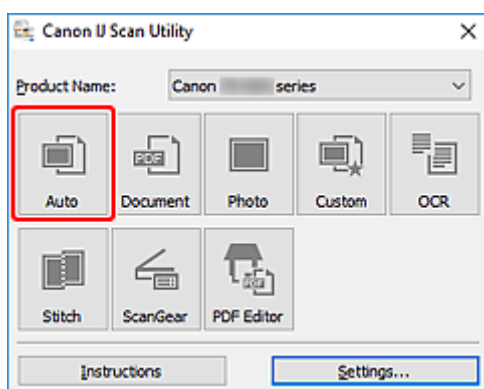 Canon IJ Scan Utility
Product Name: Canon series
Auto Document Photo Custom OCR
PDF
Stitch ScanGear PDF Editor
Instructions Settings...